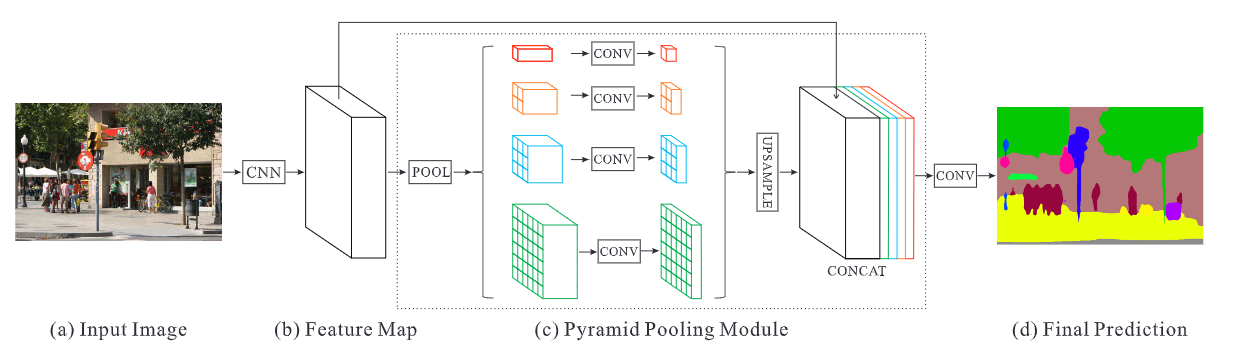 CONV
CONV
CNN
POOL
CONV
UPSAMPLE
CONV
CONV
CONCAT
(a) Input Image
(b) Feature Map
(c) Pyramid Pooling Module
(d) Final Prediction